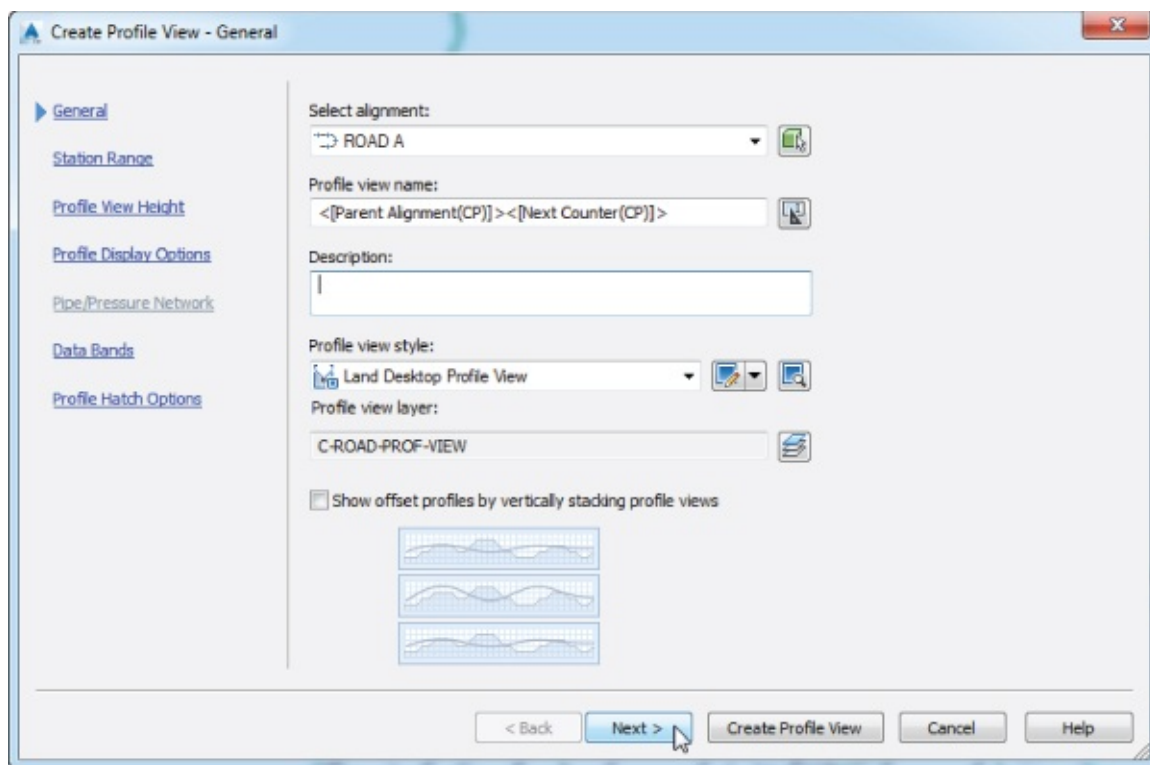 Create Profile View - General
General
Station Range
Profile View Height
Profile Display Options
Pipe/Pressure Network
Data Bands
Profile Hatch Options
Select alignment:
ROAD A
Profile view name:
<[Parent Alignment(CP)]><[Next Counter(CP)]>
Description:
Profile view style:
Land Desktop Profile View
Profile view layer:
C-ROAD-PROF-VIEW
Show offset profiles by vertically stacking profile views
< Back Next > Create Profile View Cancel Help